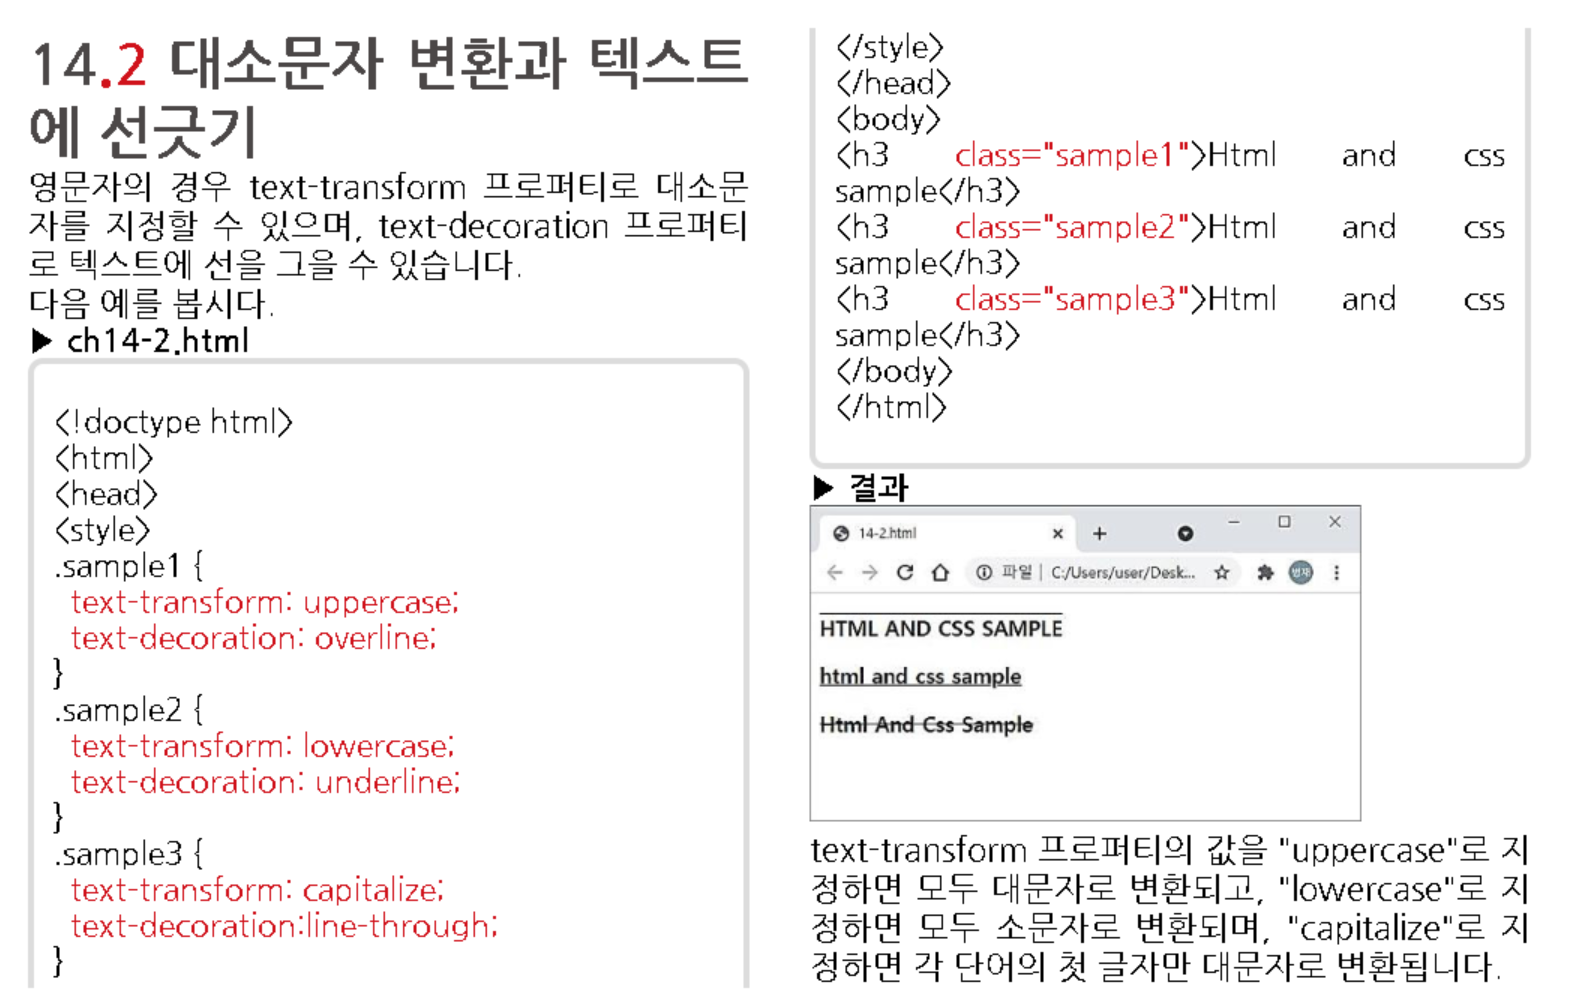 14.2 대소문자 변환과 텍스트
에 선긋기
영문자의 경우 text-transform 프로퍼티로 대소문
자를 지정할 수 있으며, text-decoration 프로퍼티
로 텍스트에 선을 그을 수 있습니다.
다음 예를 봅시다.
▶ ch14-2.html
<!doctype html>
<html>
<head>
<style>
.sample1 {
text-transform: uppercase;
text-decoration: overline;
}
.sample2 {
text-transform: lowercase;
text-decoration: underline;
}
.sample3 {
text-transform: capitalize;
text-decoration:line-through;
}
</style>
</head>
<body>
<h3 class="sample1">Html and css
sample</h3>
<h3 class="sample2">Html and css
sample</h3>
<h3 class="sample3">Html and css
sample</h3>
</body>
</html>
▶ 결과
14-2.html
파일 | C:/Users/user/Desk...
범재
HTML AND CSS SAMPLE
html and css sample
Html And Css Sample
text-transform 프로퍼티의 값을 "uppercase"로 지
정하면 모두 대문자로 변환되고, "lowercase"로 지
정하면 모두 소문자로 변환되며, "capitalize"로 지
정하면 각 단어의 첫 글자만 대문자로 변환됩니다.